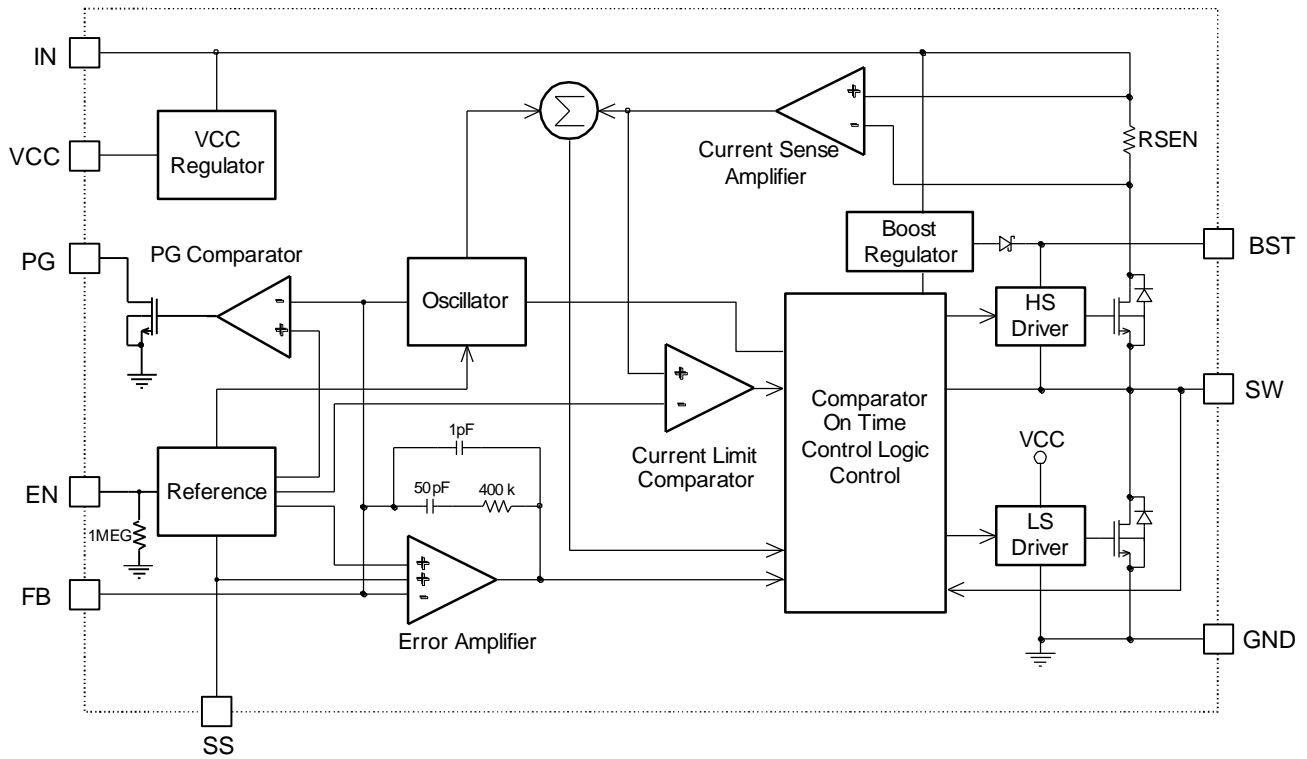 IN
VCC
VCC
Regulator
Σ
+
-
Current Sense
Amplifier
RSEN
PG
PG Comparator
-
+
Oscillator
Boost
Regulator
BST
HS
Driver
+
-
Current Limit
Comparator
Comparator
On Time
Control Logic
Control
SW
VCC
EN
Reference
1MEG
1pF
50pF
400 k
LS
Driver
FB
+
+
-
Error Amplifier
GND
SS